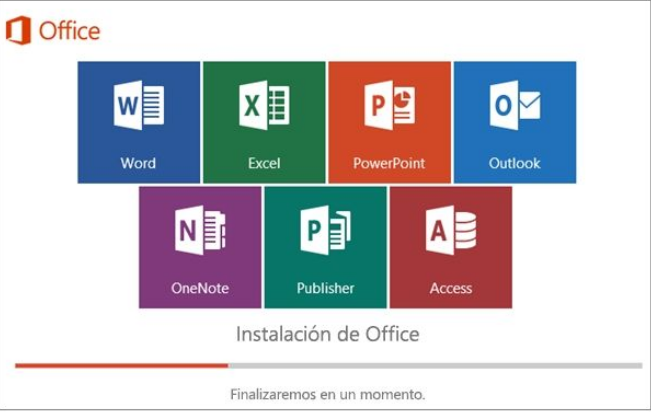 Office
W
Word
X
Excel
P
PowerPoint
O
Outlook
N
OneNote
P
Publisher
A
Access
Instalación de Office
Finalizaremos en un momento.